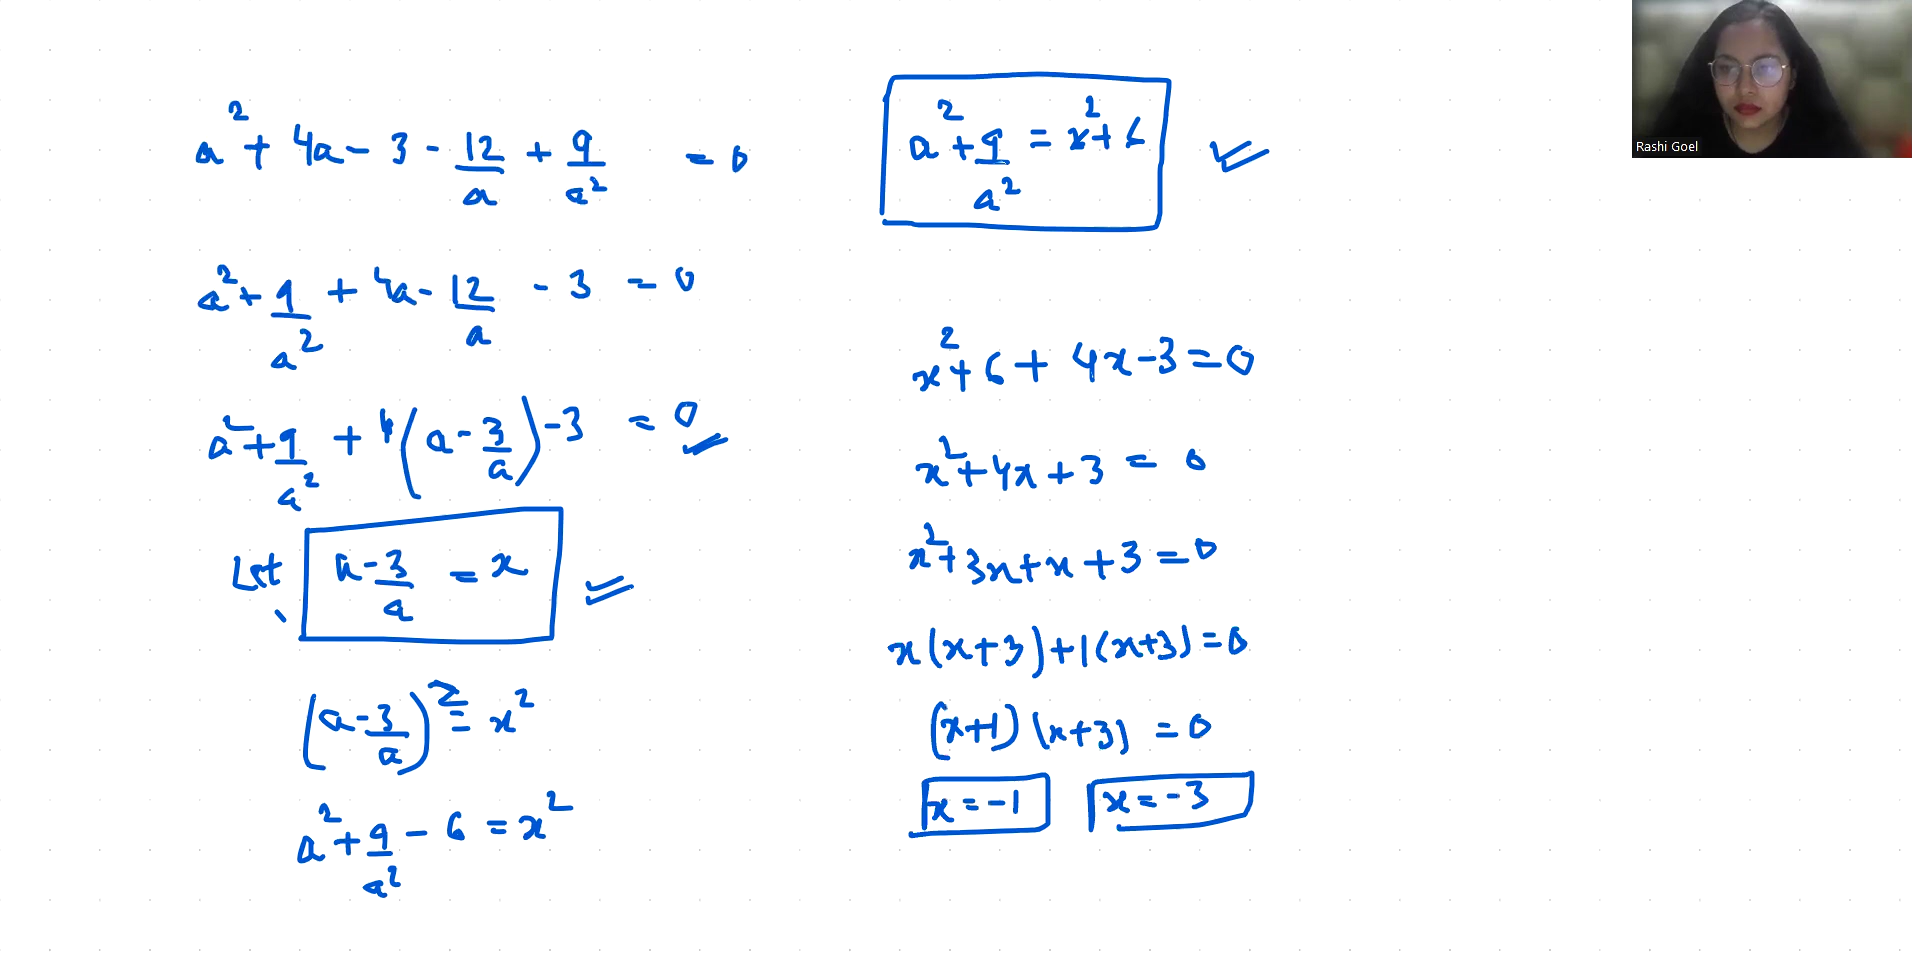 a² + 4a - 3 - 12/a + 9/a² = 0
a² + 9/a² + 4a - 12/a - 3 = 0
a² + 9/a² + 4(a - 3/a) - 3 = 0
Let a - 3/a = x
(a - 3/a)² = x²
a² + 9/a² - 6 = x²
a² + 9/a² = x² + 6
x² + 6 + 4x - 3 = 0
x² + 4x + 3 = 0
x² + 3x + x + 3 = 0
x(x+3) + 1(x+3) = 0
(x+1)(x+3) = 0
x = -1 x = -3
Rashi Goel